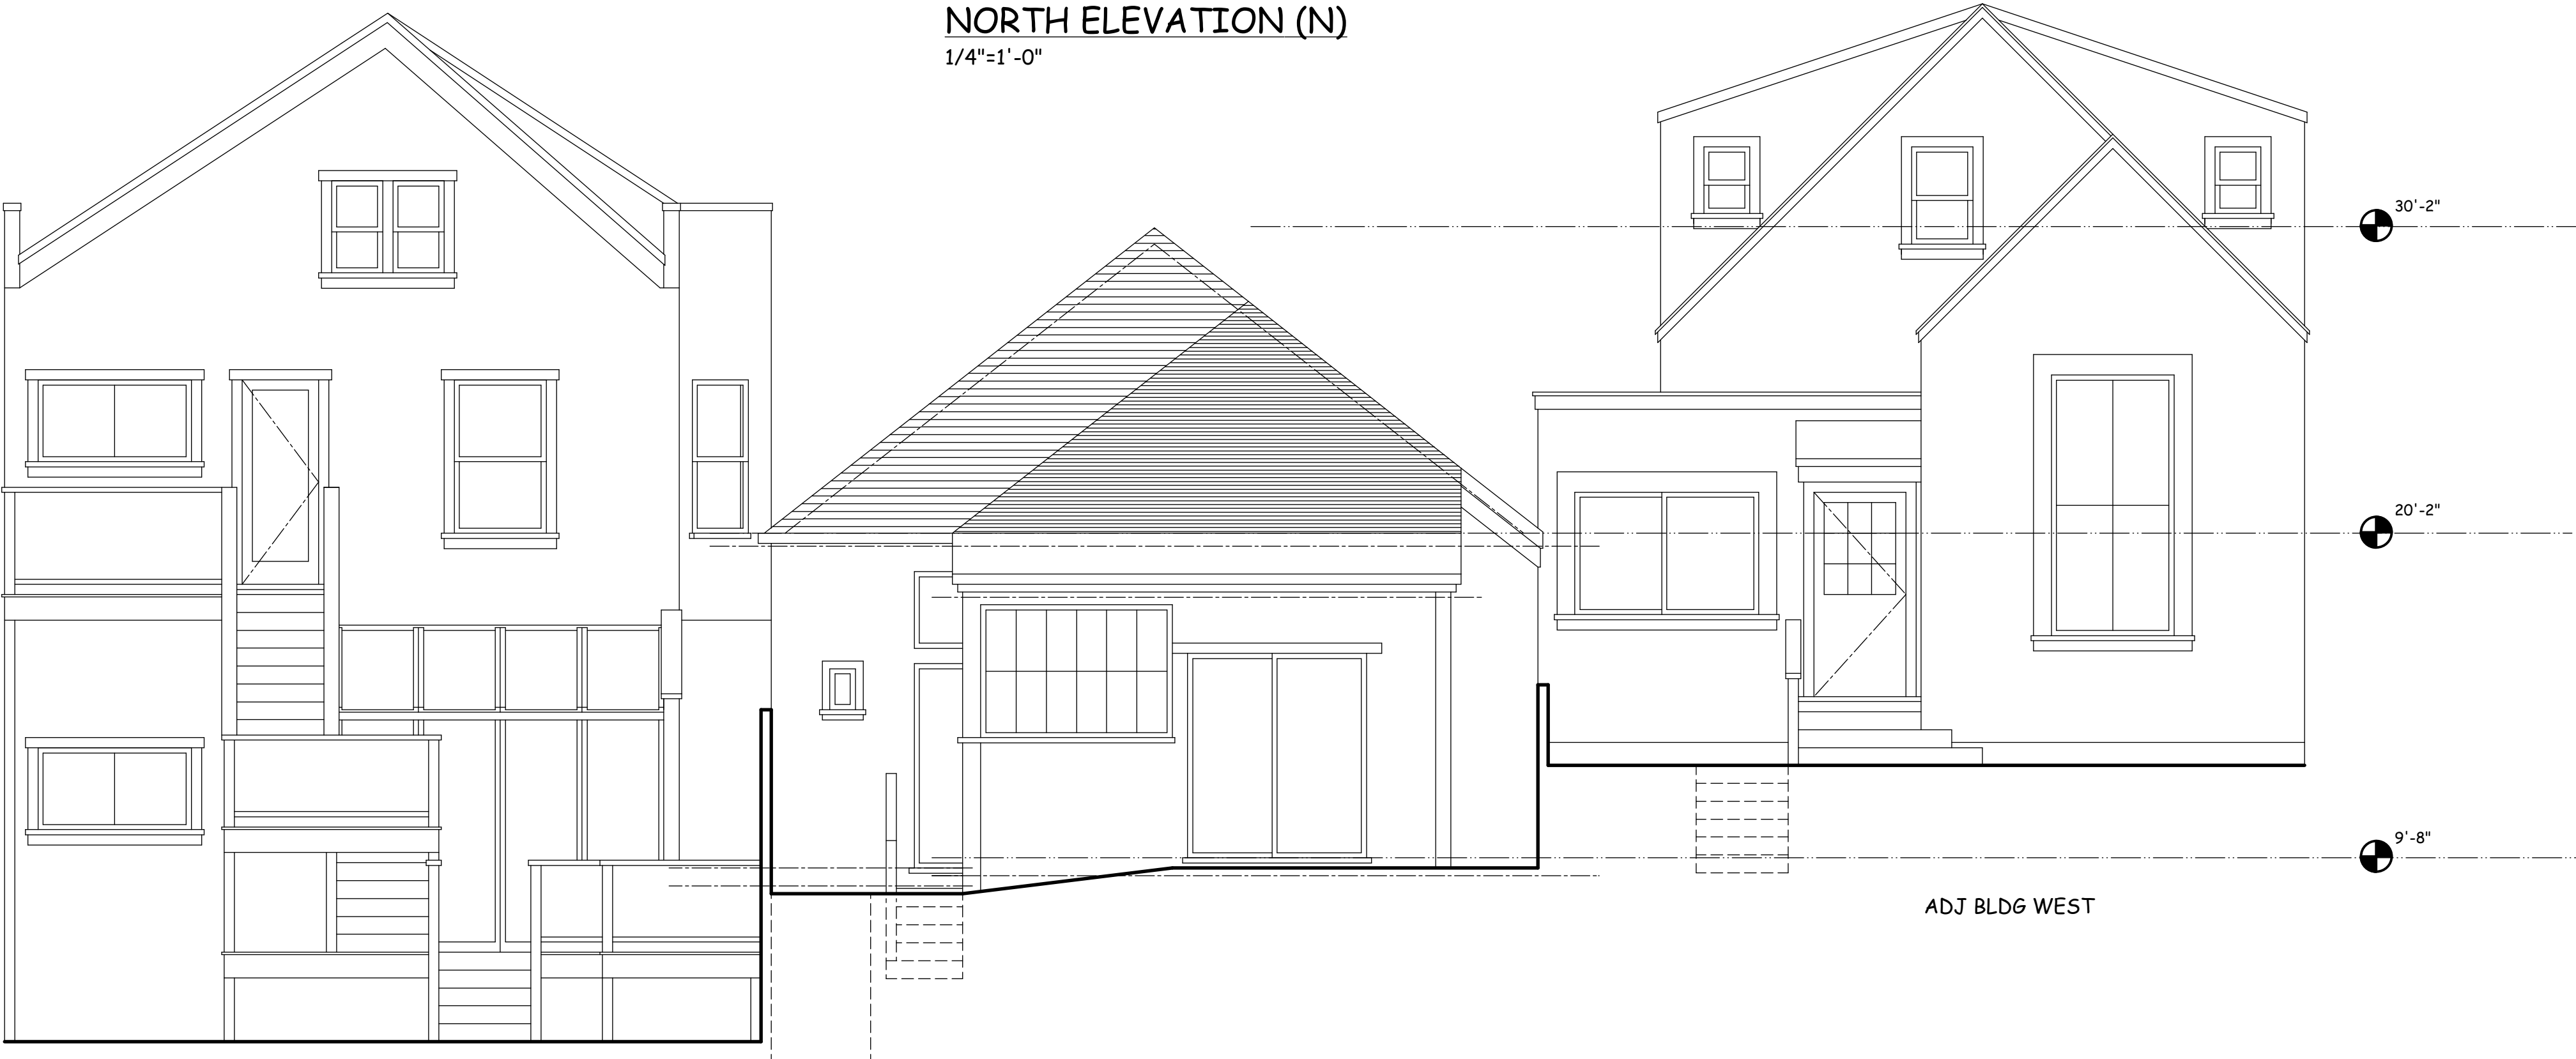 NORTH ELEVATION (N)
1/4"=1'-0"
30'-2"
20'-2"
9'-8"
ADJ BLDG WEST